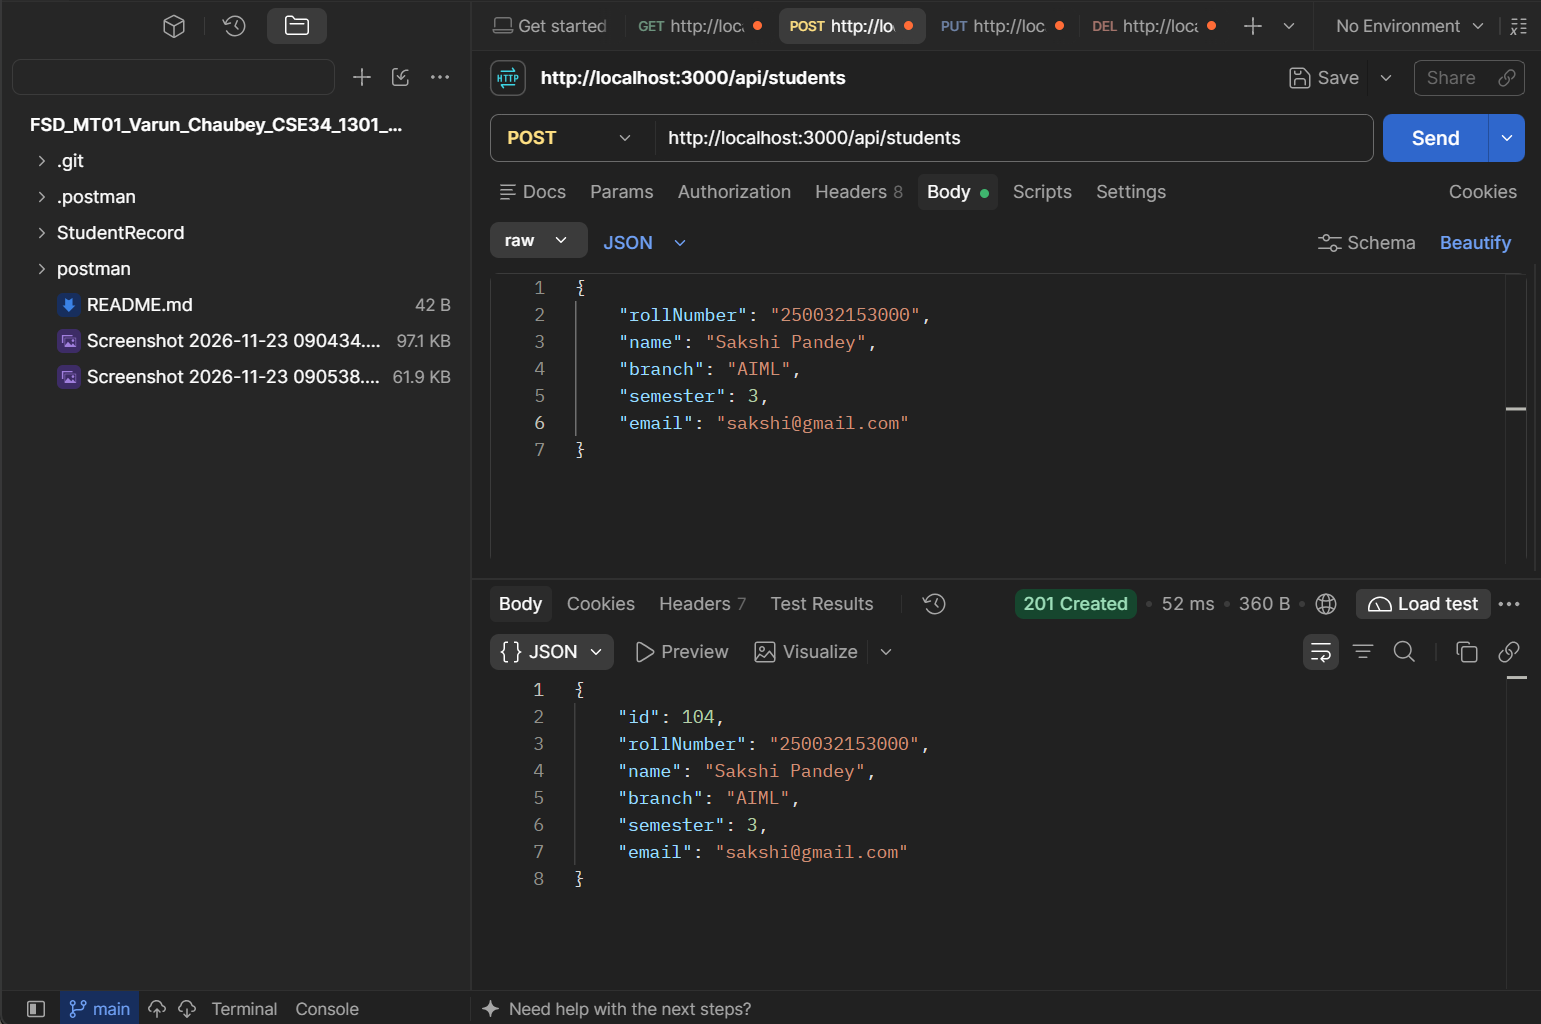 Get started
GET http://loc
POST http://lo
PUT http://loc
DEL http://loca
No Environment
http://localhost:3000/api/students
Save
Share
POST
http://localhost:3000/api/students
Send
Docs Params Authorization Headers 8 Body Scripts Settings Cookies
raw JSON Schema Beautify
1 {
2 "rollNumber": "250032153000",
3 "name": "Sakshi Pandey",
4 "branch": "AIML",
5 "semester": 3,
6 "email": "sakshi@gmail.com"
7 }
FSD_MT01_Varun_Chaubey_CSE34_1301_...
.git
.postman
StudentRecord
postman
README.md 42 B
Screenshot 2026-11-23 090434.... 97.1 KB
Screenshot 2026-11-23 090538.... 61.9 KB
Body Cookies Headers 7 Test Results 201 Created 52 ms 360 B Load test
{} JSON Preview Visualize
1 {
2 "id": 104,
3 "rollNumber": "250032153000",
4 "name": "Sakshi Pandey",
5 "branch": "AIML",
6 "semester": 3,
7 "email": "sakshi@gmail.com"
8 }
main Terminal Console Need help with the next steps?